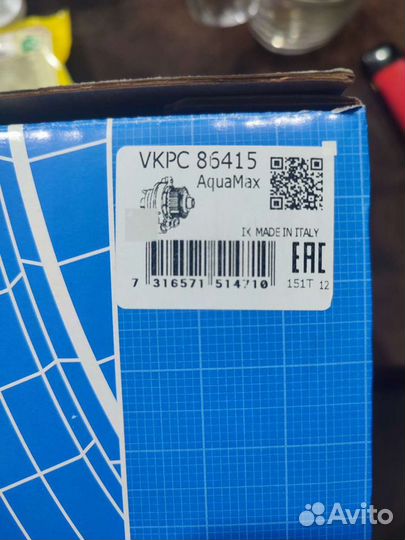 VKPC 86415
AquaMax
IK MADE IN ITALY
EAC
7 316571 514710
151T 12
Avito